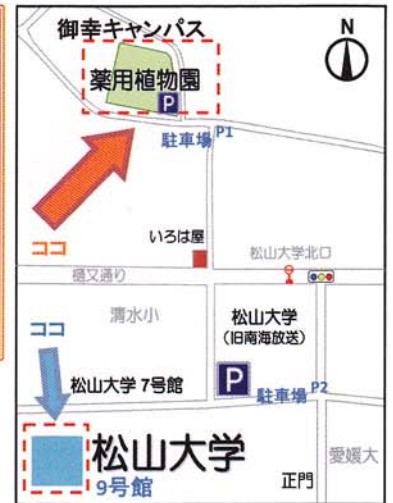 御幸キャンパス
N
薬用植物園
P
駐車場 P1
ココ
いろは屋
松山大学北口
樋又通り
清水小
松山大学
(旧南海放送)
ココ
松山大学 7号館
P
駐車場 P2
松山大学
9号館
正門
愛媛大